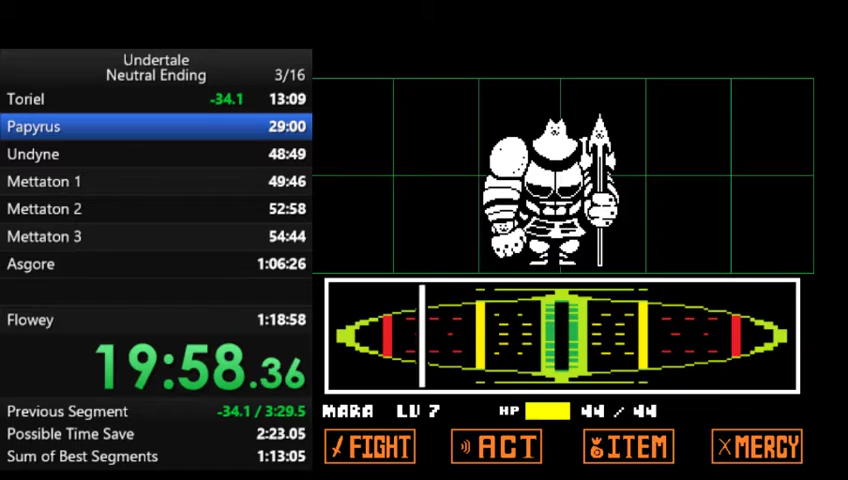 Undertale
Neutral Ending 3/16
Toriel -34.1 13:09
Papyrus 29:00
Undyne 48:49
Mettaton 1 49:46
Mettaton 2 52:58
Mettaton 3 54:44
Asgore 1:06:26
Flowey 1:18:58
19:58.36
Previous Segment -34.1 / 3:29.5
Possible Time Save 2:23.05
Sum of Best Segments 1:13:05
MARA LV 7 HP 44 / 44
FIGHT ACT ITEM MERCY